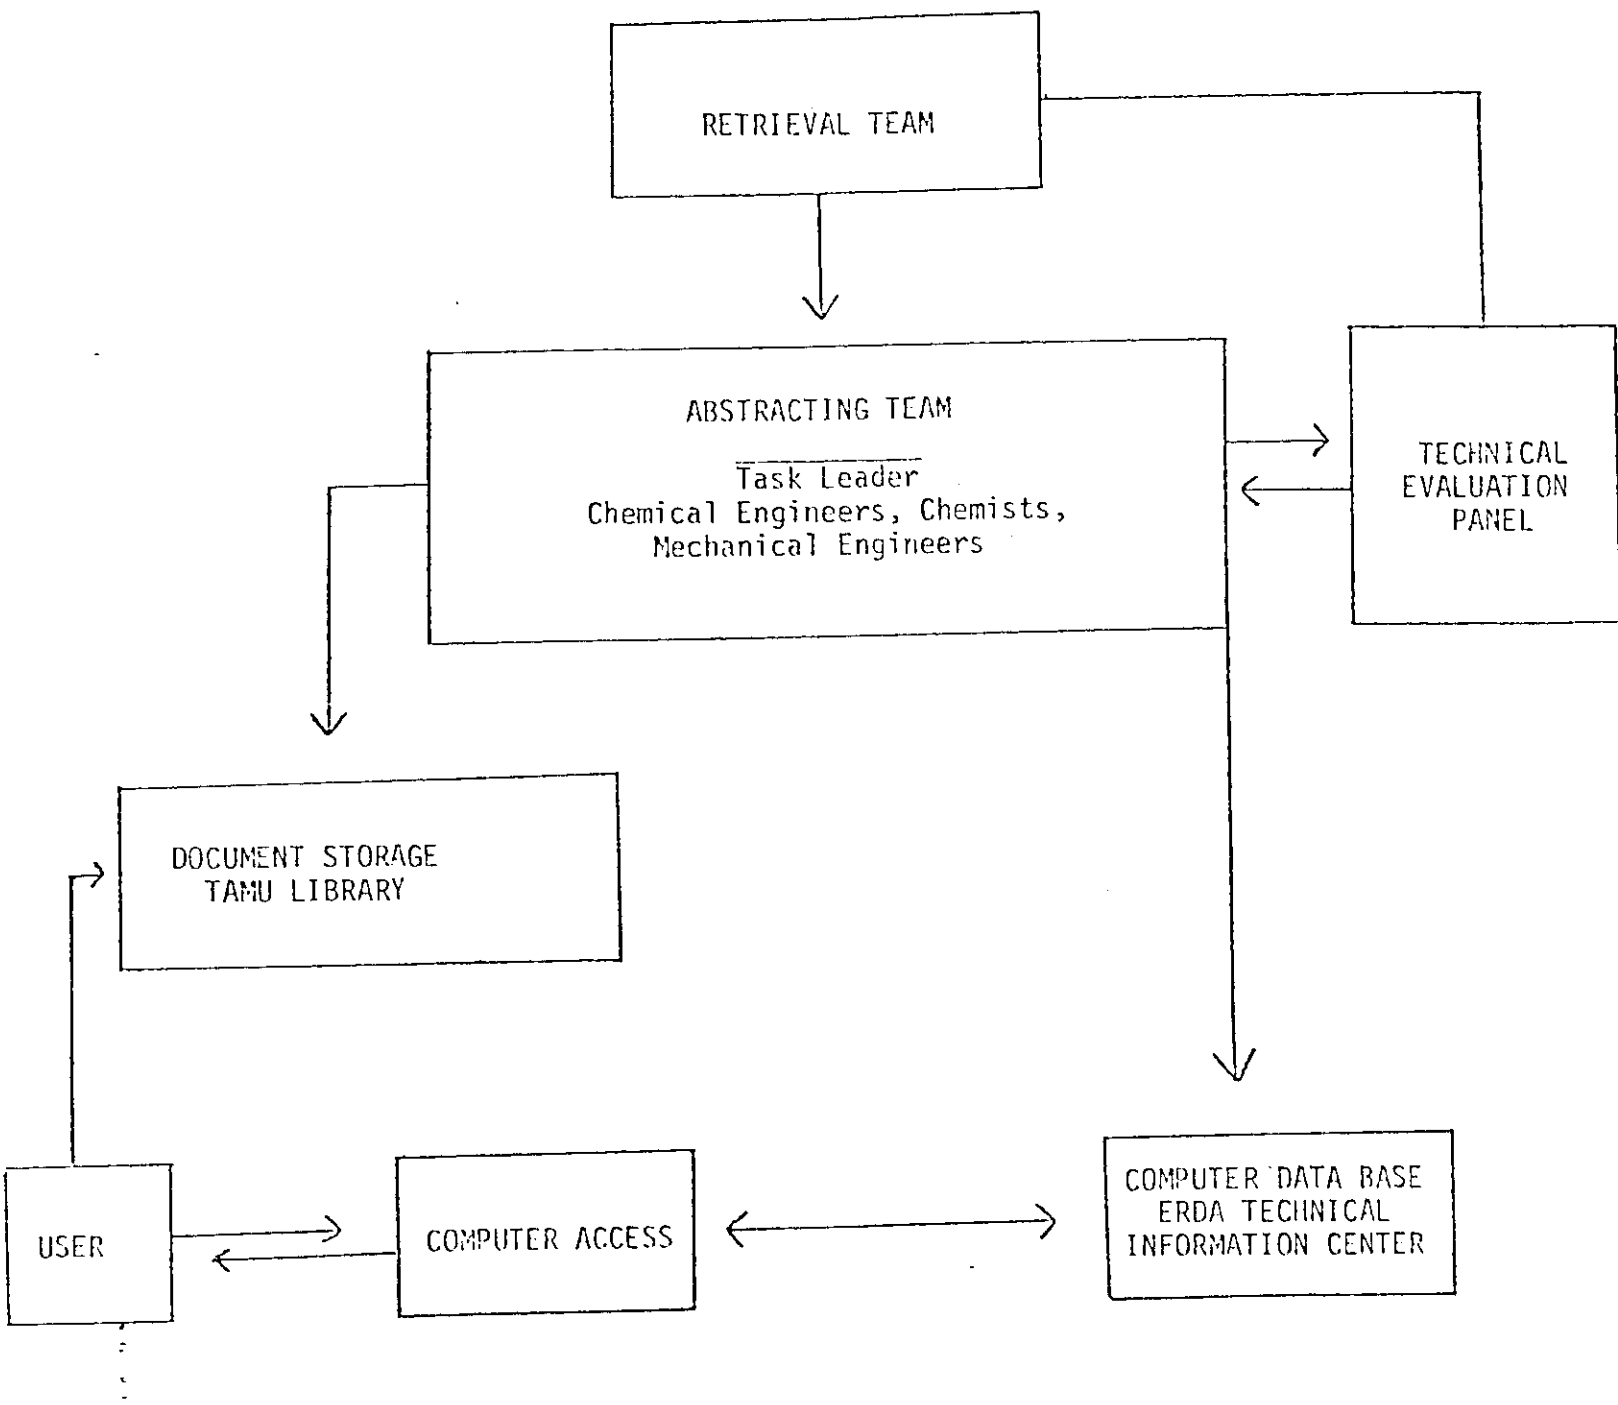 RETRIEVAL TEAM
ABSTRACTING TEAM
Task Leader
Chemical Engineers, Chemists,
Mechanical Engineers
TECHNICAL
EVALUATION
PANEL
DOCUMENT STORAGE
TAMU LIBRARY
USER
COMPUTER ACCESS
COMPUTER DATA BASE
ERDA TECHNICAL
INFORMATION CENTER